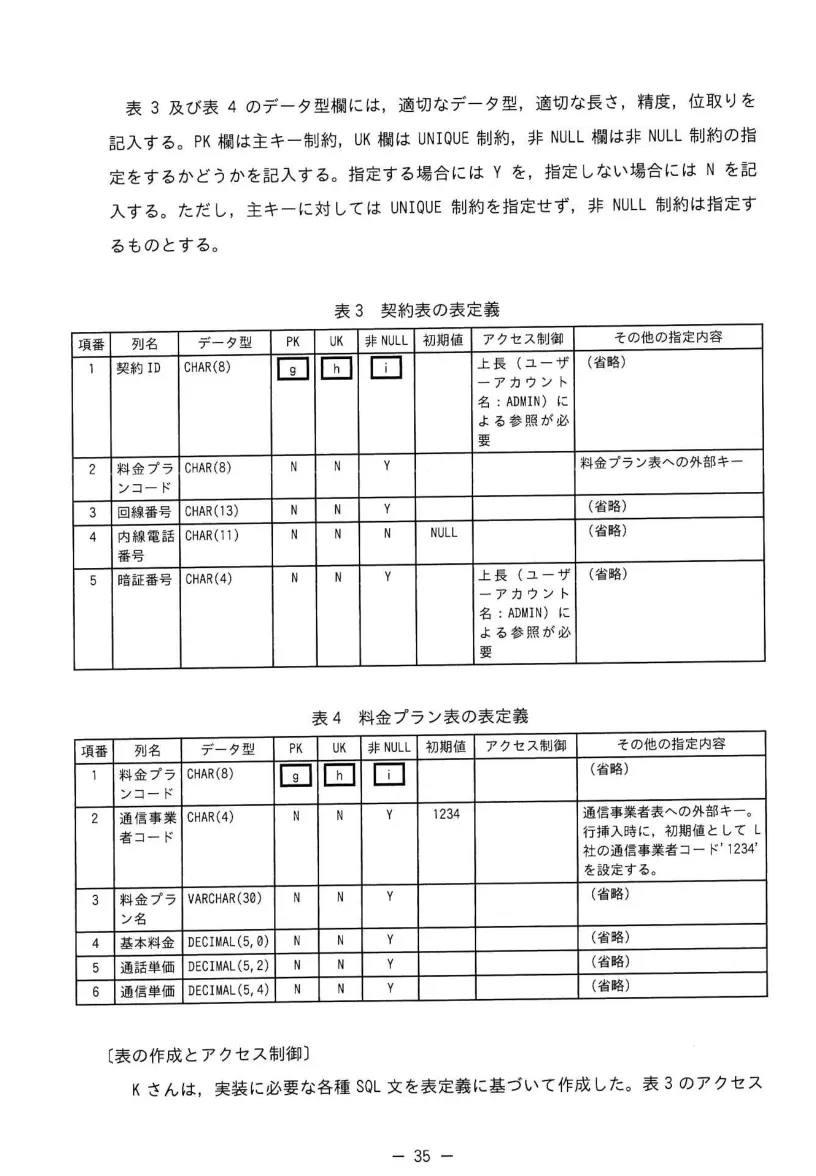 表 3 及び表 4 のデータ型欄には，適切なデータ型，適切な長さ，精度，位取りを
記入する。PK 欄は主キー制約，UK 欄は UNIQUE 制約，非 NULL 欄は非 NULL 制約の指
定をするかどうかを記入する。指定する場合には Y を，指定しない場合には N を記
入する。ただし，主キーに対しては UNIQUE 制約を指定せず，非 NULL 制約は指定す
るものとする。
表 3　契約表の表定義
項番 列名 データ型 PK UK 非 NULL 初期値 アクセス制御 その他の指定内容
1 契約 ID CHAR(8) g h i 上長（ユーザ （省略）
ーアカウント
名：ADMIN）に
よる参照が必
要
2 料金プラ CHAR(8) N N Y 料金プラン表への外部キー
ンコード
3 回線番号 CHAR(13) N N Y （省略）
4 内線電話 CHAR(11) N N N NULL （省略）
番号
5 暗証番号 CHAR(4) N N Y 上長（ユーザ （省略）
ーアカウント
名：ADMIN）に
よる参照が必
要
表 4　料金プラン表の表定義
項番 列名 データ型 PK UK 非 NULL 初期値 アクセス制御 その他の指定内容
1 料金プラ CHAR(8) g h i （省略）
ンコード
2 通信事業 CHAR(4) N N Y 1234 通信事業者表への外部キー。
者コード 行挿入時に，初期値として L
社の通信事業者コード'1234'
を設定する。
3 料金プラ VARCHAR(30) N N Y （省略）
ン名
4 基本料金 DECIMAL(5,0) N N Y （省略）
5 通話単価 DECIMAL(5,2) N N Y （省略）
6 通信単価 DECIMAL(5,4) N N Y （省略）
〔表の作成とアクセス制御〕
K さんは，実装に必要な各種 SQL 文を表定義に基づいて作成した。表 3 のアクセス
－ 35 －